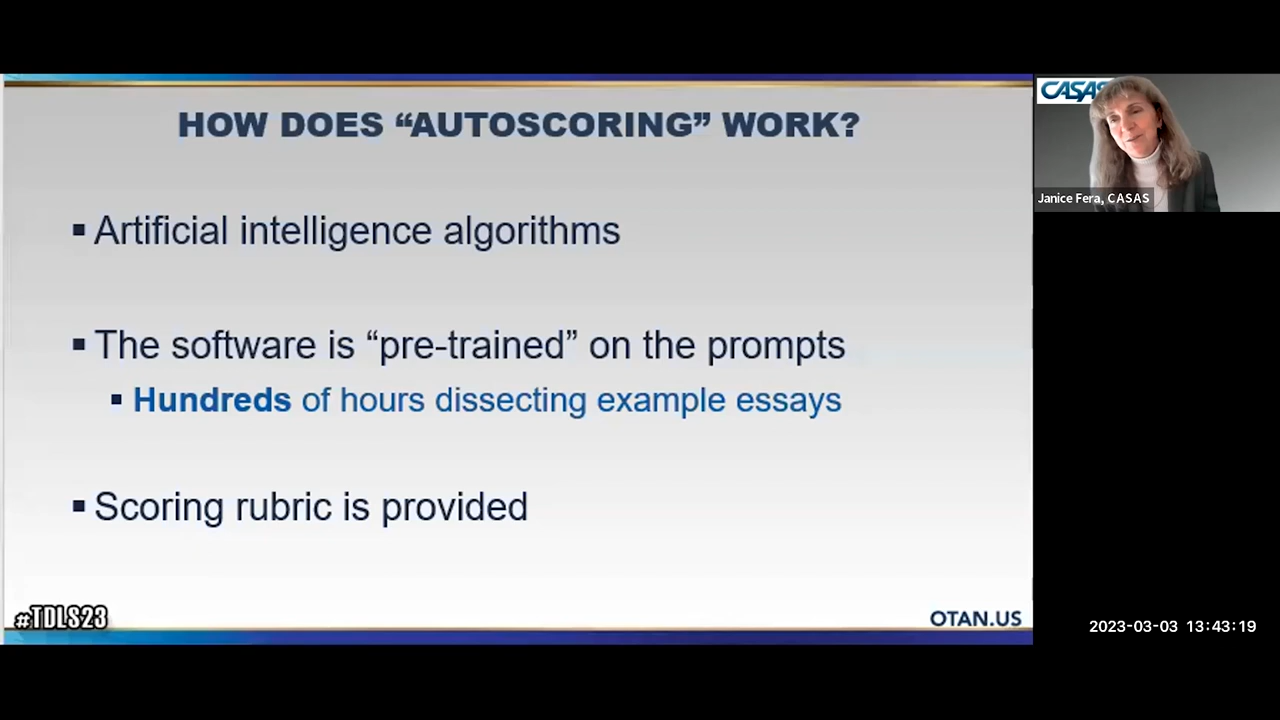 HOW DOES “AUTOSCORING” WORK?
▪ Artificial intelligence algorithms
▪ The software is “pre-trained” on the prompts
▪ Hundreds of hours dissecting example essays
▪ Scoring rubric is provided
#TDLS23
OTAN.US
CASAS
Janice Fera, CASAS
2023-03-03 13:43:19